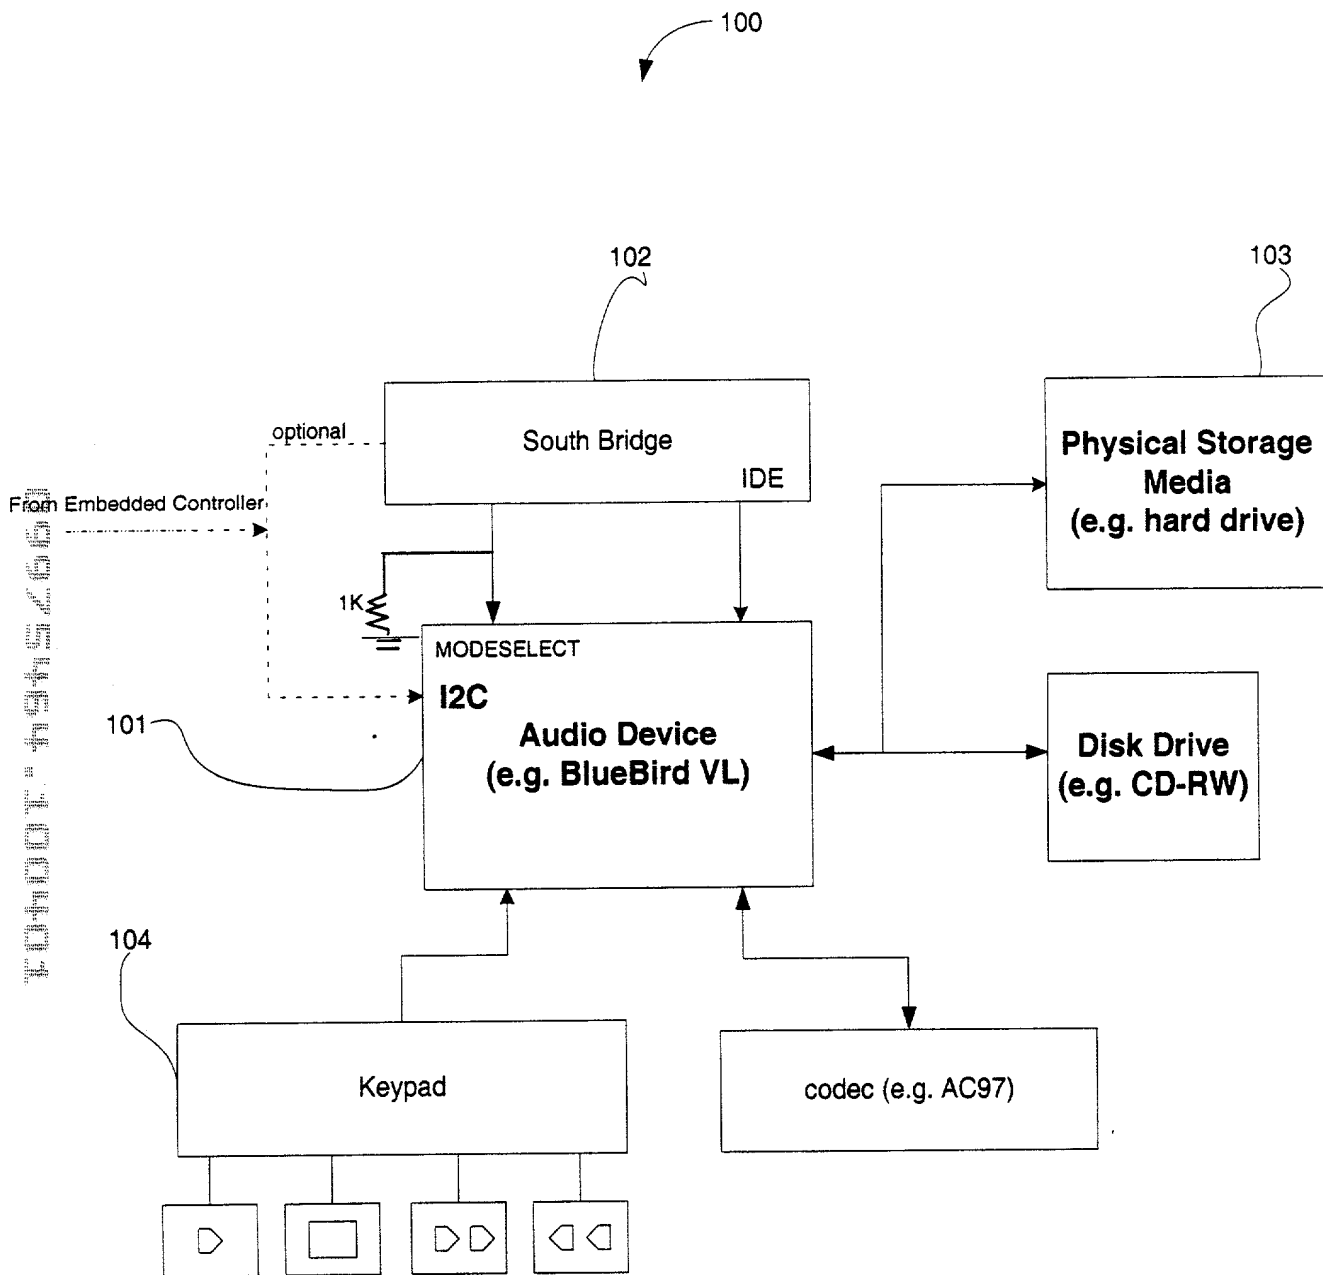 100
102
103
optional
South Bridge
IDE
Physical Storage
Media
(e.g. hard drive)
From Embedded Controller
1K
MODESELECT
I2C
101
Audio Device
(e.g. BlueBird VL)
Disk Drive
(e.g. CD-RW)
104
Keypad
codec (e.g. AC97)